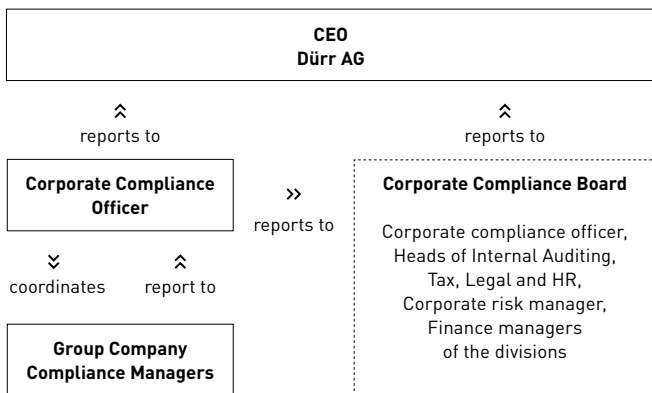 CEO
Dürr AG
reports to
reports to
Corporate Compliance
Officer
reports to
Corporate Compliance Board
Corporate compliance officer,
Heads of Internal Auditing,
Tax, Legal and HR,
Corporate risk manager,
Finance managers
of the divisions
coordinates
report to
Group Company
Compliance Managers